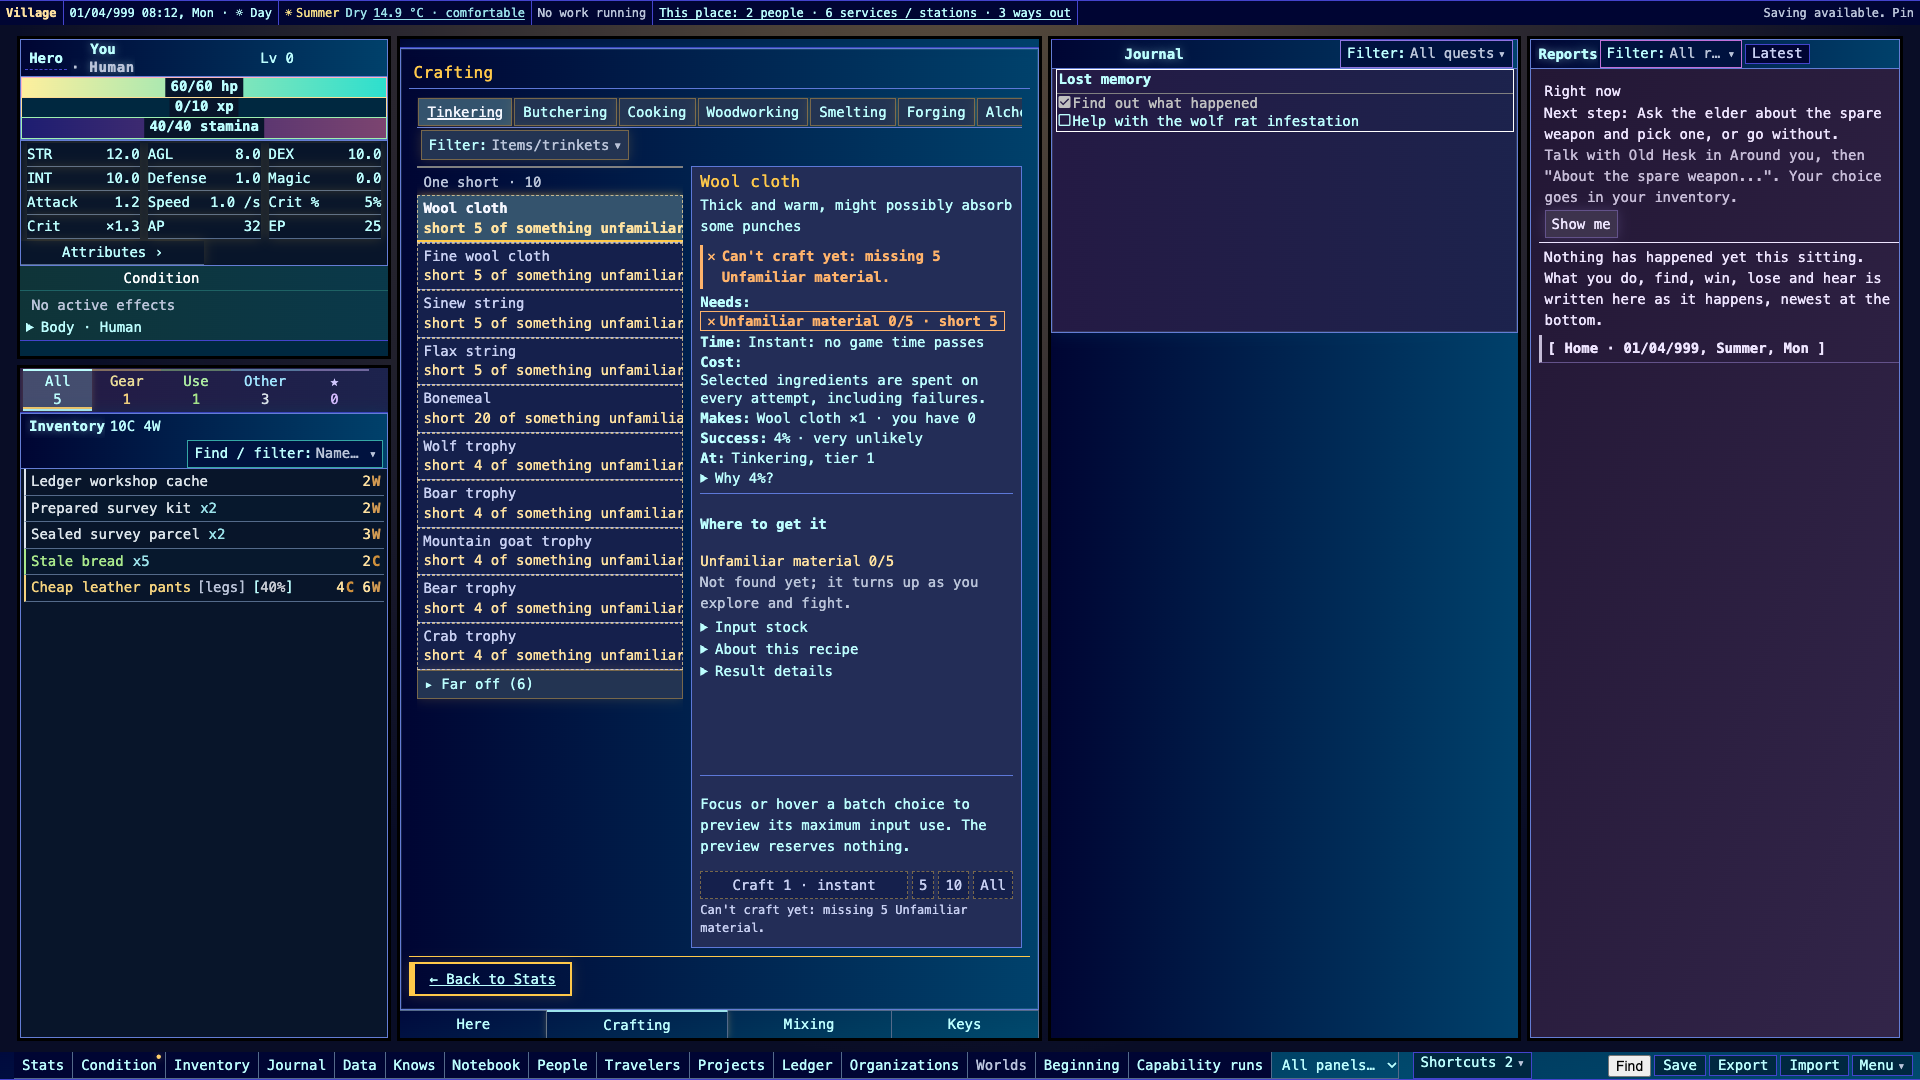 Village 01/04/999 08:12, Mon · ☀ Day ☀ Summer Dry 14.9 °C · comfortable No work running This place: 2 people · 6 services / stations · 3 ways out Saving available. Pin
Hero · You Human Lv 0
60/60 hp
0/10 xp
40/40 stamina
STR 12.0 AGL 8.0 DEX 10.0
INT 10.0 Defense 1.0 Magic 0.0
Attack 1.2 Speed 1.0 /s Crit % 5%
Crit ×1.3 AP 32 EP 25
Attributes ›
Condition
No active effects
▶ Body · Human
All 5 Gear 1 Use 1 Other 3 ★ 0
Inventory 10C 4W
Find / filter: Name… ▾
Ledger workshop cache 2W
Prepared survey kit x2 2W
Sealed survey parcel x2 3W
Stale bread x5 2C
Cheap leather pants [legs] [40%] 4C 6W
Crafting
Tinkering Butchering Cooking Woodworking Smelting Forging Alch
Filter: Items/trinkets ▾
One short · 10
Wool cloth
short 5 of something unfamiliar
Fine wool cloth
short 5 of something unfamiliar
Sinew string
short 5 of something unfamiliar
Flax string
short 5 of something unfamiliar
Bonemeal
short 20 of something unfamilia
Wolf trophy
short 4 of something unfamiliar
Boar trophy
short 4 of something unfamiliar
Mountain goat trophy
short 4 of something unfamiliar
Bear trophy
short 4 of something unfamiliar
Crab trophy
short 4 of something unfamiliar
▸ Far off (6)
Wool cloth
Thick and warm, might possibly absorb
some punches
× Can't craft yet: missing 5
Unfamiliar material.
Needs:
× Unfamiliar material 0/5 · short 5
Time: Instant: no game time passes
Cost:
Selected ingredients are spent on
every attempt, including failures.
Makes: Wool cloth ×1 · you have 0
Success: 4% · very unlikely
At: Tinkering, tier 1
▶ Why 4%?
Where to get it
Unfamiliar material 0/5
Not found yet; it turns up as you
explore and fight.
▶ Input stock
▶ About this recipe
▶ Result details
Focus or hover a batch choice to
preview its maximum input use. The
preview reserves nothing.
Craft 1 · instant 5 10 All
Can't craft yet: missing 5 Unfamiliar
material.
← Back to Stats
Here Crafting Mixing Keys
Journal Filter: All quests ▾
Lost memory
Find out what happened
Help with the wolf rat infestation
Reports Filter: All r… ▾ Latest
Right now
Next step: Ask the elder about the spare
weapon and pick one, or go without.
Talk with Old Hesk in Around you, then
"About the spare weapon...". Your choice
goes in your inventory.
Show me
Nothing has happened yet this sitting.
What you do, find, win, lose and hear is
written here as it happens, newest at the
bottom.
[ Home · 01/04/999, Summer, Mon ]
Stats Condition Inventory Journal Data Knows Notebook People Travelers Projects Ledger Organizations Worlds Beginning Capability runs All panels… Shortcuts 2 ▾ Find Save Export Import Menu ▾